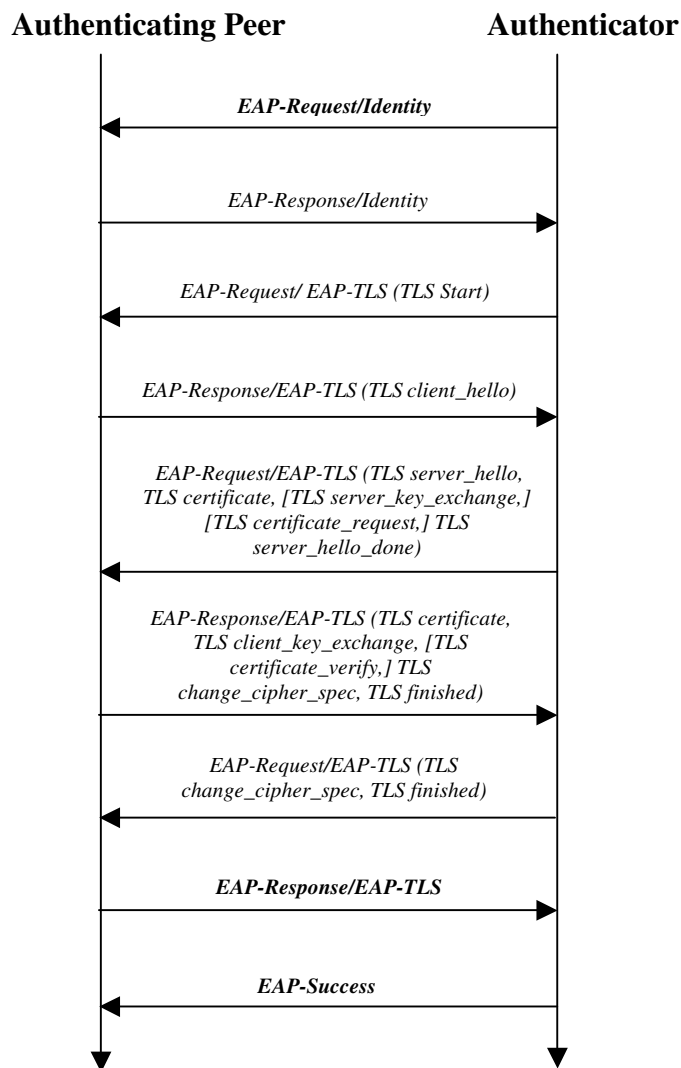 Authenticating Peer Authenticator
EAP-Request/Identity
EAP-Response/Identity
EAP-Request/ EAP-TLS (TLS Start)
EAP-Response/EAP-TLS (TLS client_hello)
EAP-Request/EAP-TLS (TLS server_hello,
TLS certificate, [TLS server_key_exchange,]
[TLS certificate_request,] TLS
server_hello_done)
EAP-Response/EAP-TLS (TLS certificate,
TLS client_key_exchange, [TLS
certificate_verify,] TLS
change_cipher_spec, TLS finished)
EAP-Request/EAP-TLS (TLS
change_cipher_spec, TLS finished)
EAP-Response/EAP-TLS
EAP-Success